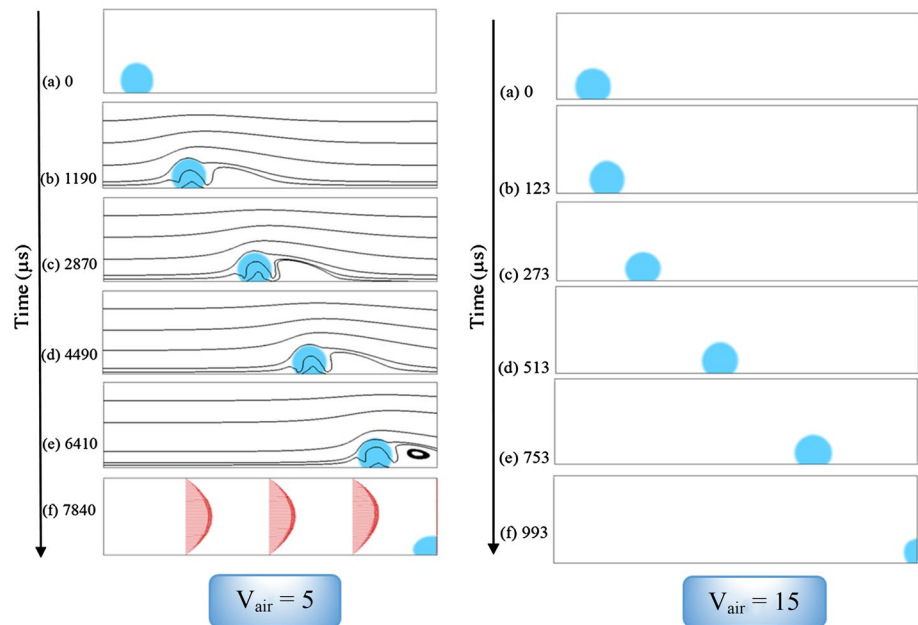 Time (µs)
(a) 0
(b) 1190
(c) 2870
(d) 4490
(e) 6410
(f) 7840
V_air = 5
Time (µs)
(a) 0
(b) 123
(c) 273
(d) 513
(e) 753
(f) 993
V_air = 15